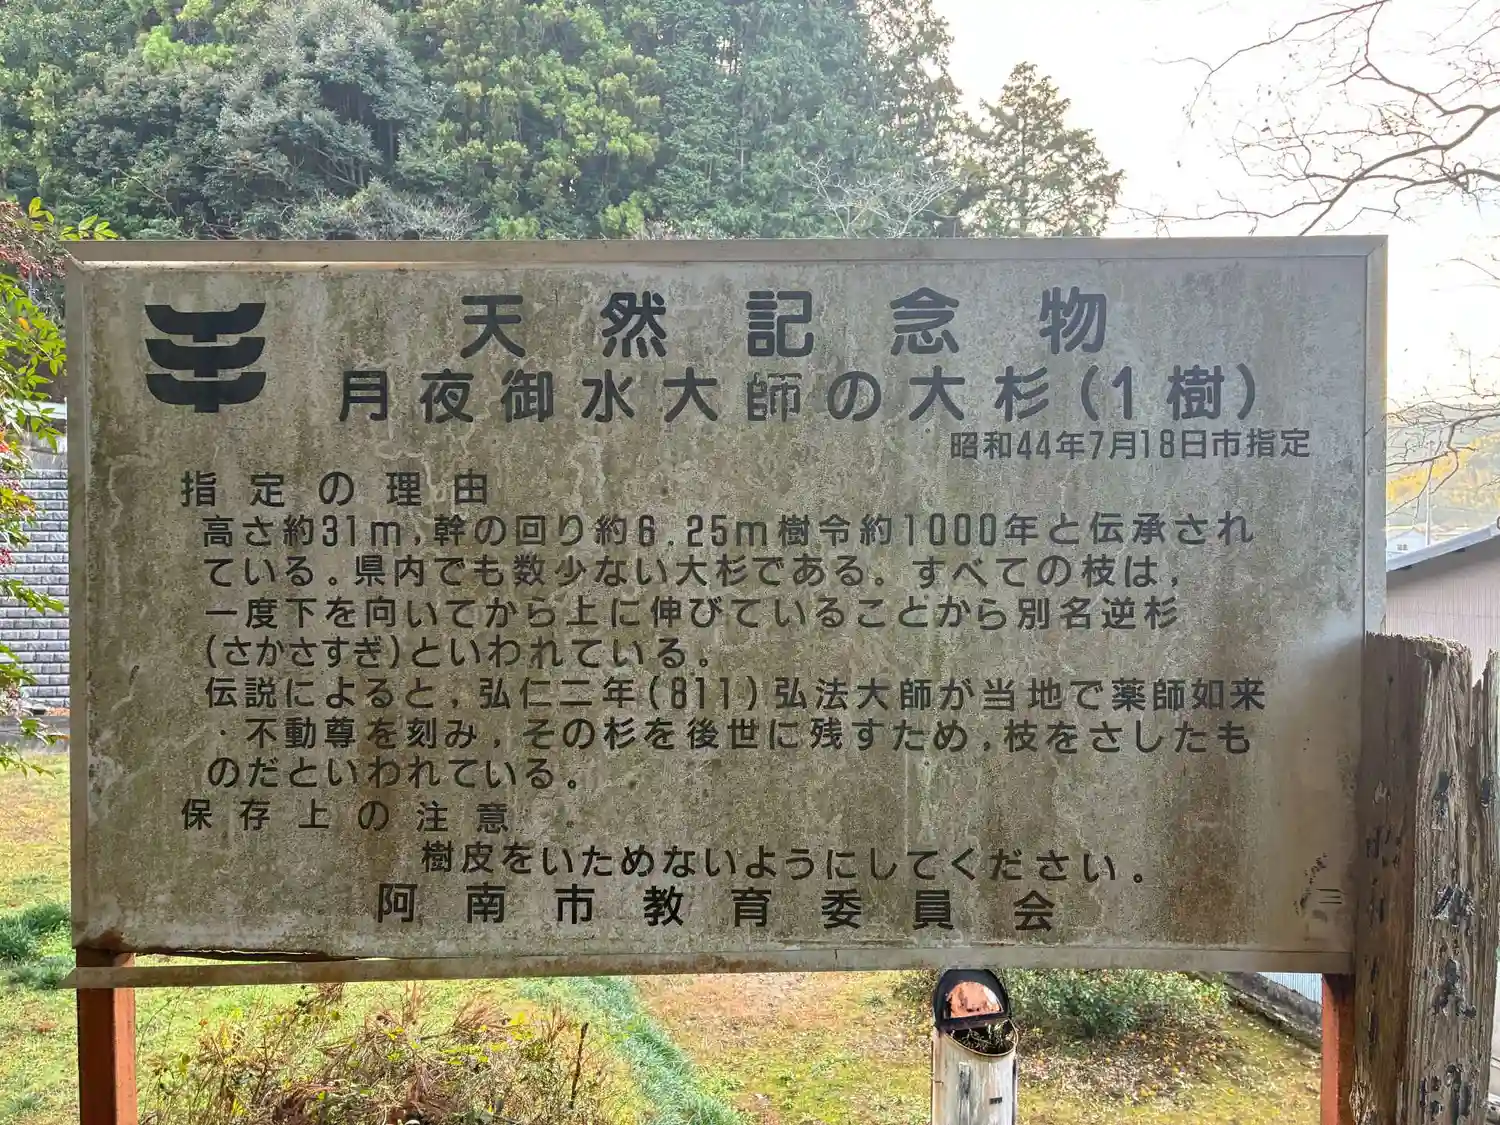 天然記念物
月夜御水大師の大杉(1樹)
昭和44年7月18日市指定
指定の理由
高さ約31m,幹の回り約6.25m樹令約1000年と伝承され
ている。県内でも数少ない大杉である。すべての枝は,
一度下を向いてから上に伸びていることから別名逆杉
(さかさすぎ)といわれている。
伝説によると,弘仁二年(811)弘法大師が当地で薬師如来
・不動尊を刻み,その杉を後世に残すため,枝をさしたも
のだといわれている。
保存上の注意
樹皮をいためないようにしてください。
阿南市教育委員会